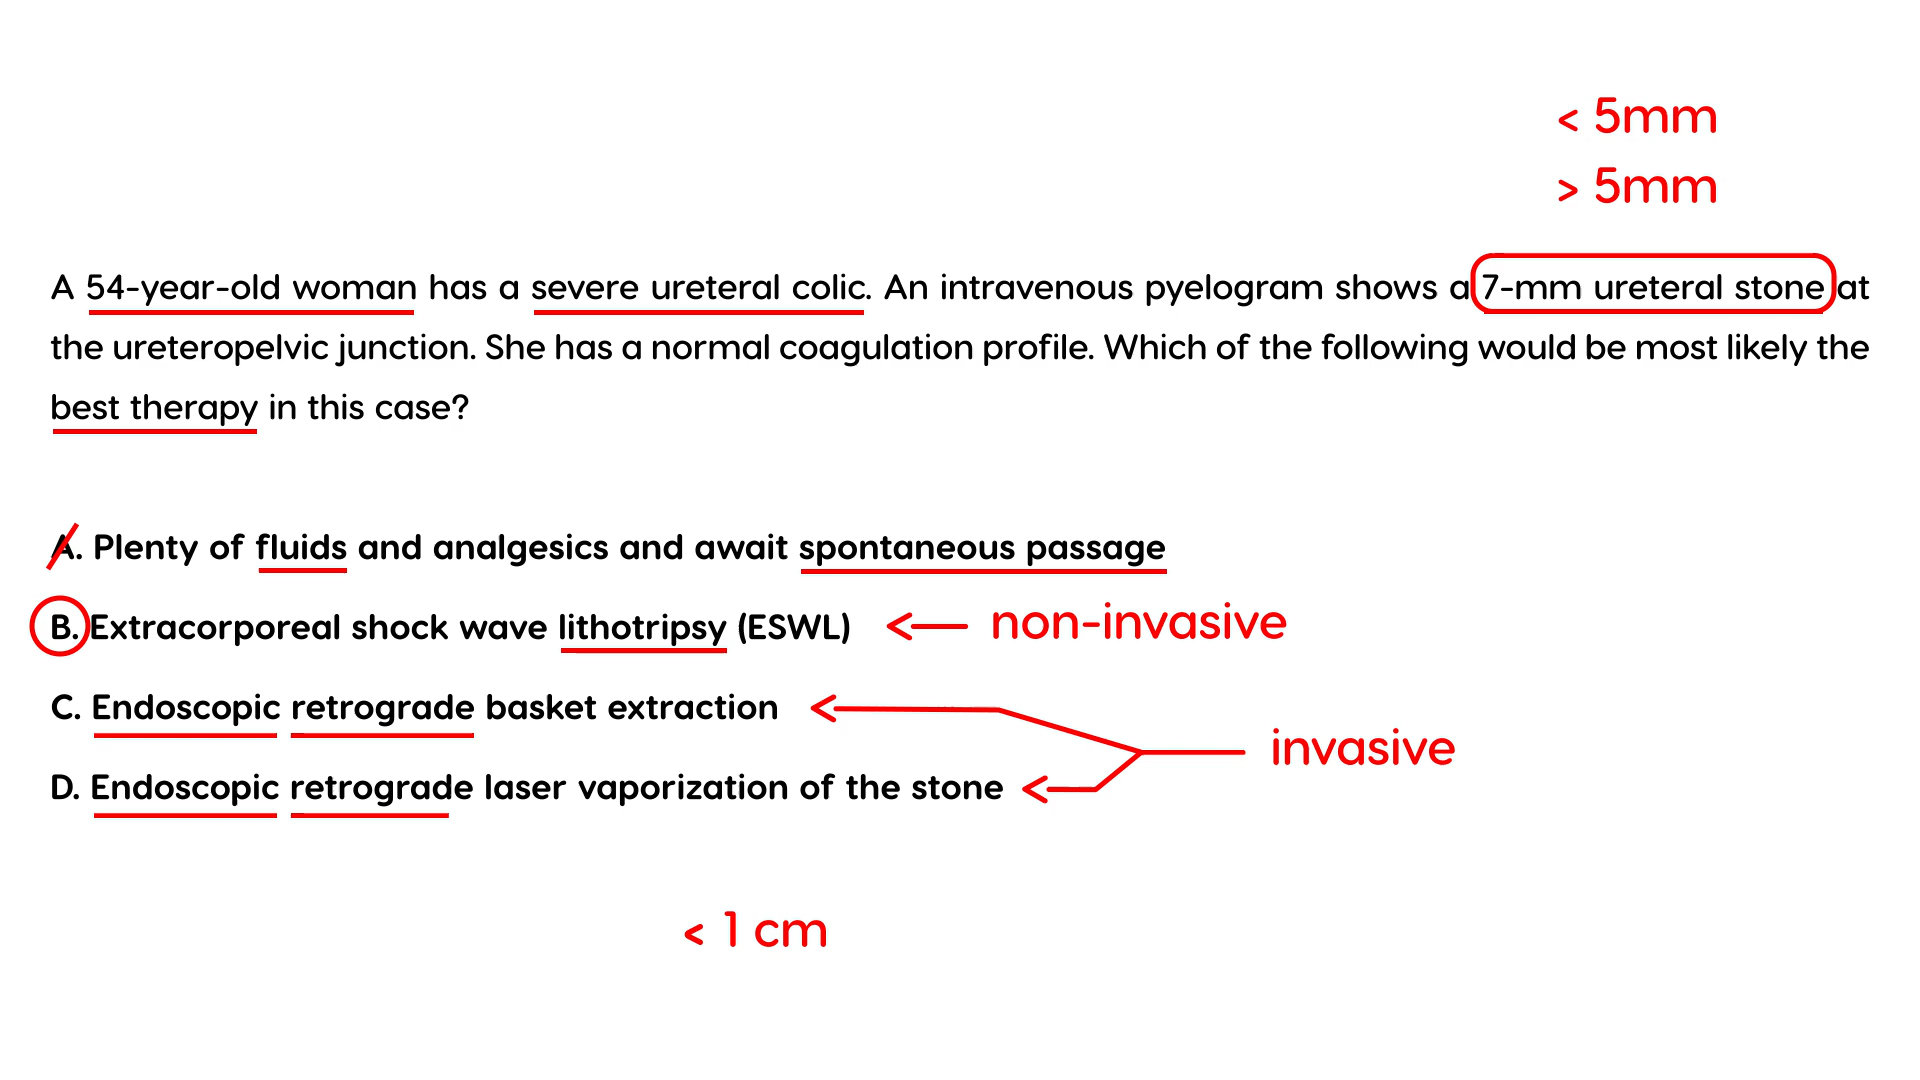 < 5mm
> 5mm
A 54-year-old woman has a severe ureteral colic. An intravenous pyelogram shows a 7-mm ureteral stone at
the ureteropelvic junction. She has a normal coagulation profile. Which of the following would be most likely the
best therapy in this case?
A. Plenty of fluids and analgesics and await spontaneous passage
B. Extracorporeal shock wave lithotripsy (ESWL) non-invasive
C. Endoscopic retrograde basket extraction
invasive
D. Endoscopic retrograde laser vaporization of the stone
< 1 cm